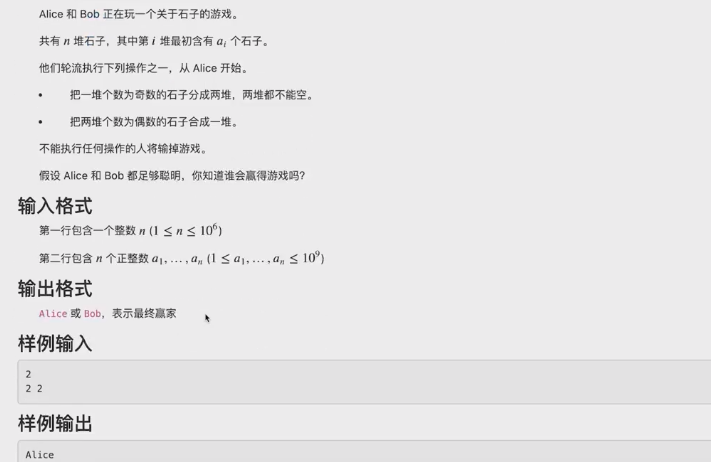 Alice 和 Bob 正在玩一个关于石子的游戏。
共有 n 堆石子，其中第 i 堆最初含有 a_i 个石子。
他们轮流执行下列操作之一，从 Alice 开始。
• 把一堆个数为奇数的石子分成两堆，两堆都不能空。
• 把两堆个数为偶数的石子合成一堆。
不能执行任何操作的人将输掉游戏。
假设 Alice 和 Bob 都足够聪明，你知道谁会赢得游戏吗？
输入格式
第一行包含一个整数 n (1 ≤ n ≤ 10^6)
第二行包含 n 个正整数 a_1, …, a_n (1 ≤ a_1, …, a_n ≤ 10^9)
输出格式
Alice 或 Bob，表示最终赢家
样例输入
2
2 2
样例输出
Alice